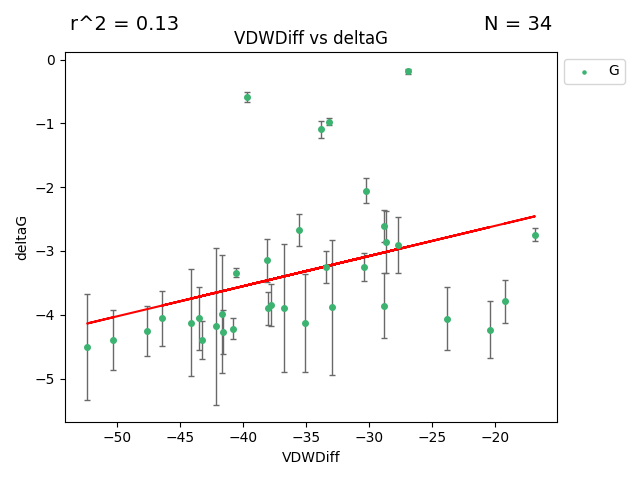 r^2 = 0.13
N = 34
VDWDiff vs deltaG
G
0
−1
−2
−3
−4
−5
deltaG
−50 −45 −40 −35 −30 −25 −20
VDWDiff